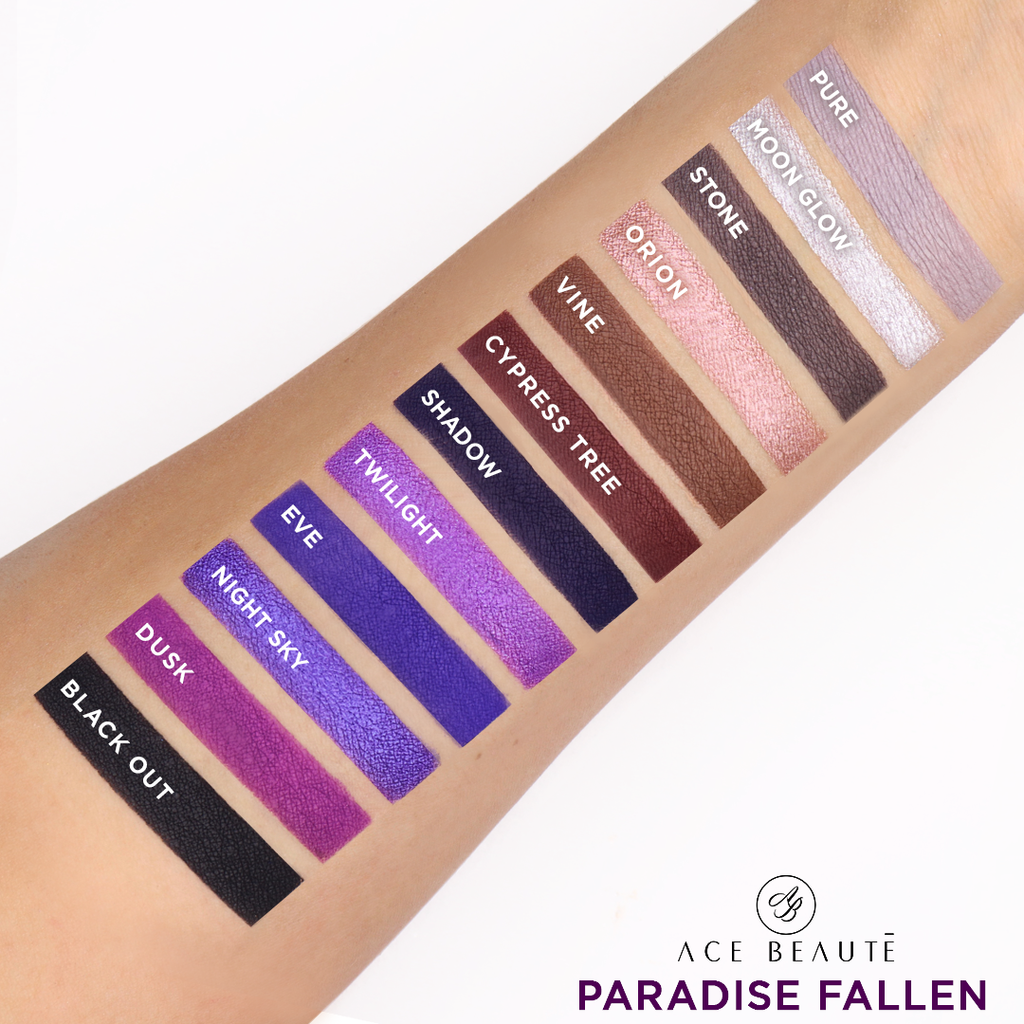 PURE
MOON GLOW
STONE
ORION
VINE
CYPRESS TREE
SHADOW
TWILIGHT
EVE
NIGHT SKY
DUSK
BLACK OUT
AB
ACE BEAUTĒ
PARADISE FALLEN